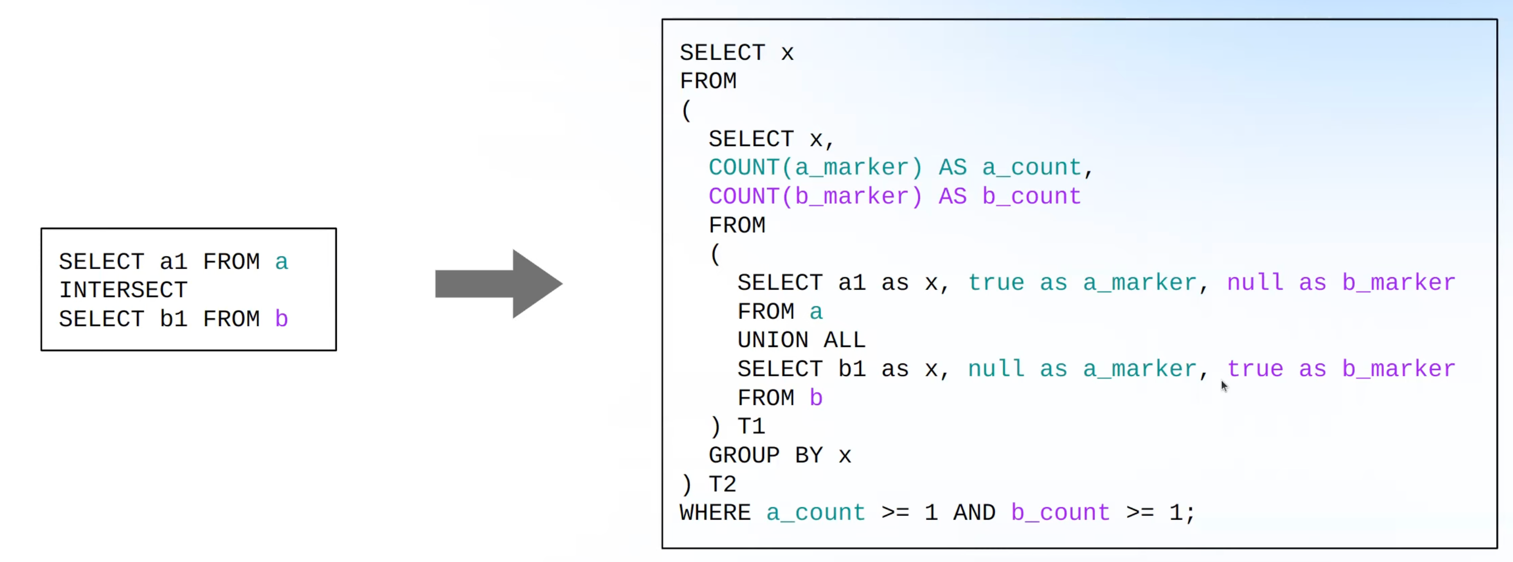 SELECT a1 FROM a
INTERSECT
SELECT b1 FROM b
SELECT x
FROM
(
SELECT x,
COUNT(a_marker) AS a_count,
COUNT(b_marker) AS b_count
FROM
(
SELECT a1 as x, true as a_marker, null as b_marker
FROM a
UNION ALL
SELECT b1 as x, null as a_marker, true as b_marker
FROM b
) T1
GROUP BY x
) T2
WHERE a_count >= 1 AND b_count >= 1;